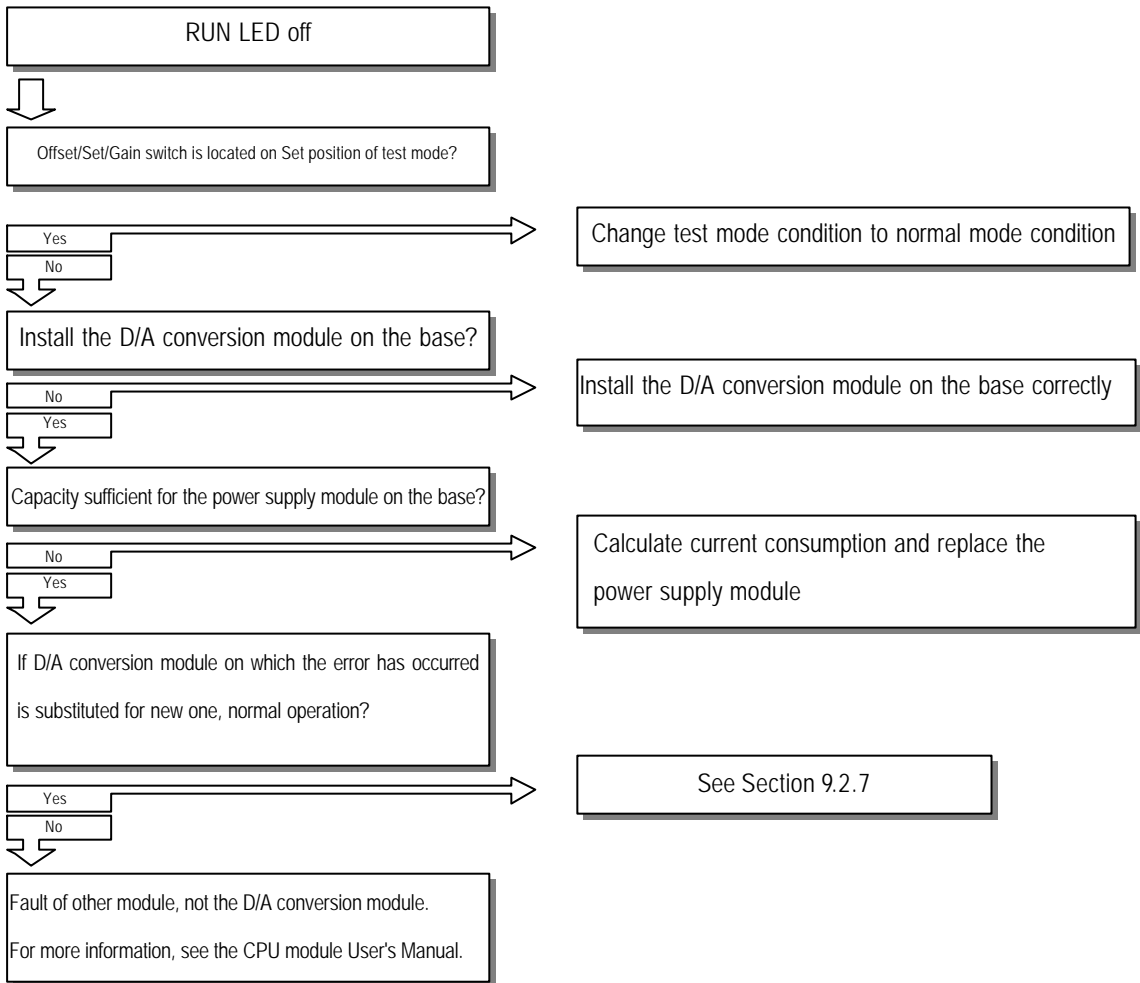 RUN LED off
Offset/Set/Gain switch is located on Set position of test mode?
Yes
Change test mode condition to normal mode condition
No
Install the D/A conversion module on the base?
No
Install the D/A conversion module on the base correctly
Yes
Capacity sufficient for the power supply module on the base?
No
Calculate current consumption and replace the
power supply module
Yes
If D/A conversion module on which the error has occurred
is substituted for new one, normal operation?
Yes
See Section 9.2.7
No
Fault of other module, not the D/A conversion module.
For more information, see the CPU module User's Manual.